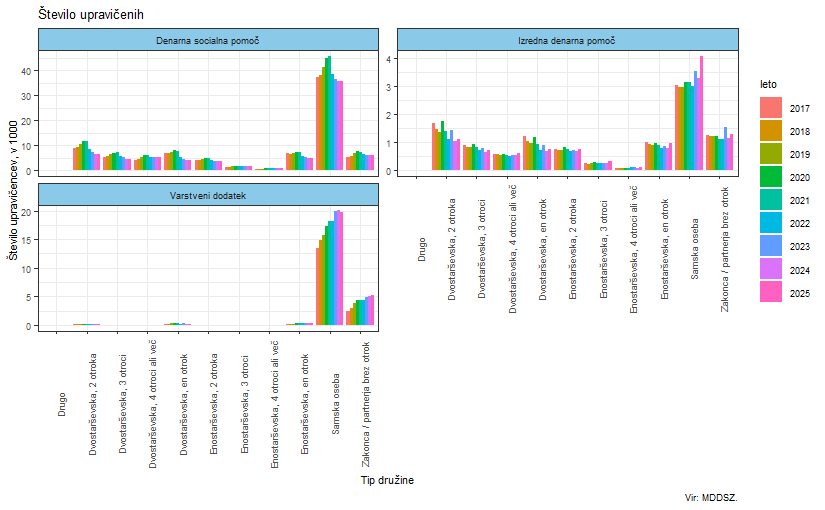 Število upravičenih
Denarna socialna pomoč
Izredna denarna pomoč
Število upravičencev, v 1000
40
30
20
10
0
4
3
2
1
0
Drugo
Dvostarševska, 2 otroka
Dvostarševska, 3 otroci
Dvostarševska, 4 otroci ali več
Dvostarševska, en otrok
Enostarševska, 2 otroka
Enostarševska, 3 otroci
Enostarševska, 4 otroci ali več
Enostarševska, en otrok
Samska oseba
Zakonca / partnerja brez otrok
Varstveni dodatek
20
15
10
5
0
Drugo
Dvostarševska, 2 otroka
Dvostarševska, 3 otroci
Dvostarševska, 4 otroci ali več
Dvostarševska, en otrok
Enostarševska, 2 otroka
Enostarševska, 3 otroci
Enostarševska, 4 otroci ali več
Enostarševska, en otrok
Samska oseba
Zakonca / partnerja brez otrok
Tip družine
leto
2017
2018
2019
2020
2021
2022
2023
2024
2025
Vir: MDDSZ.